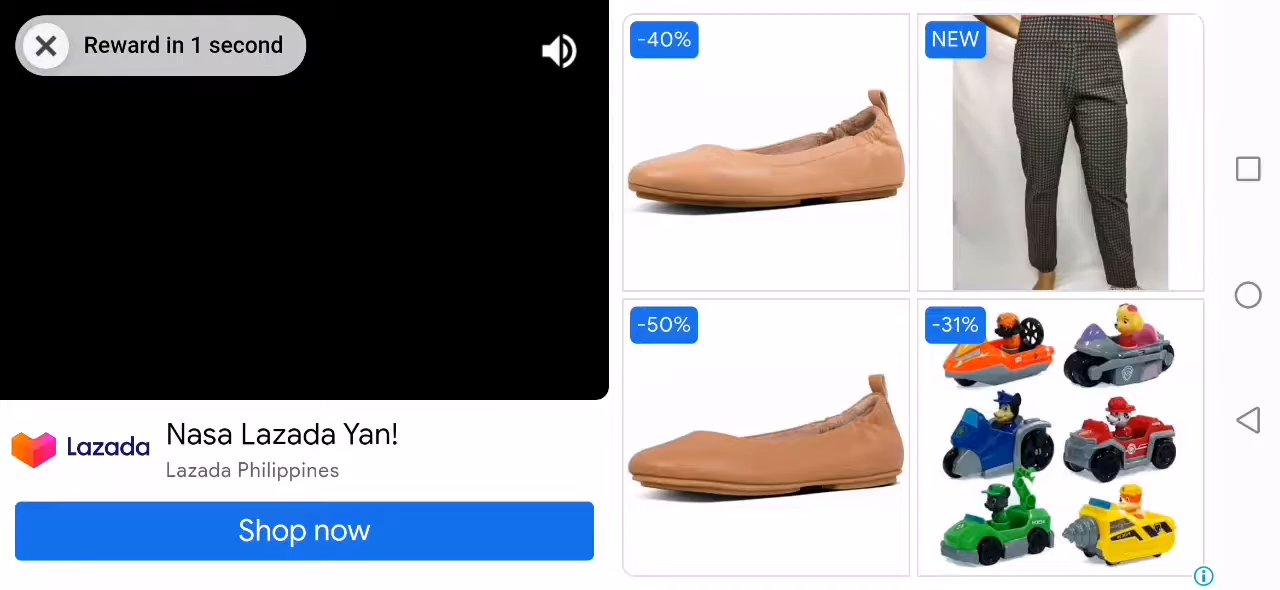 Reward in 1 second
Lazada
Nasa Lazada Yan!
Lazada Philippines
Shop now
-40%
NEW
-50%
-31%